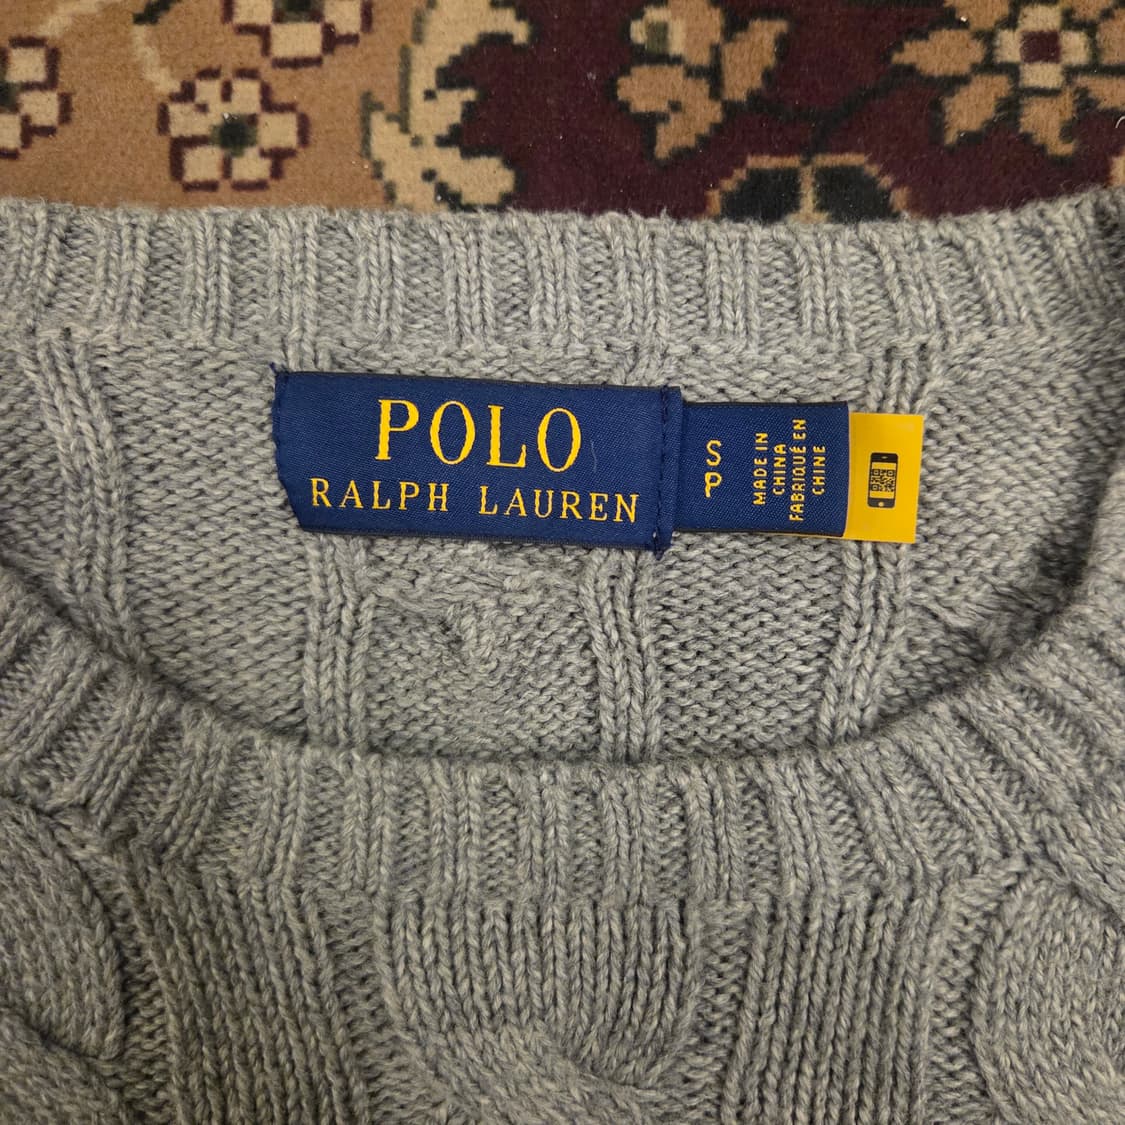 POLO
RALPH LAUREN
S
P
MADE IN
CHINA
FABRIQUÉ EN
CHINE